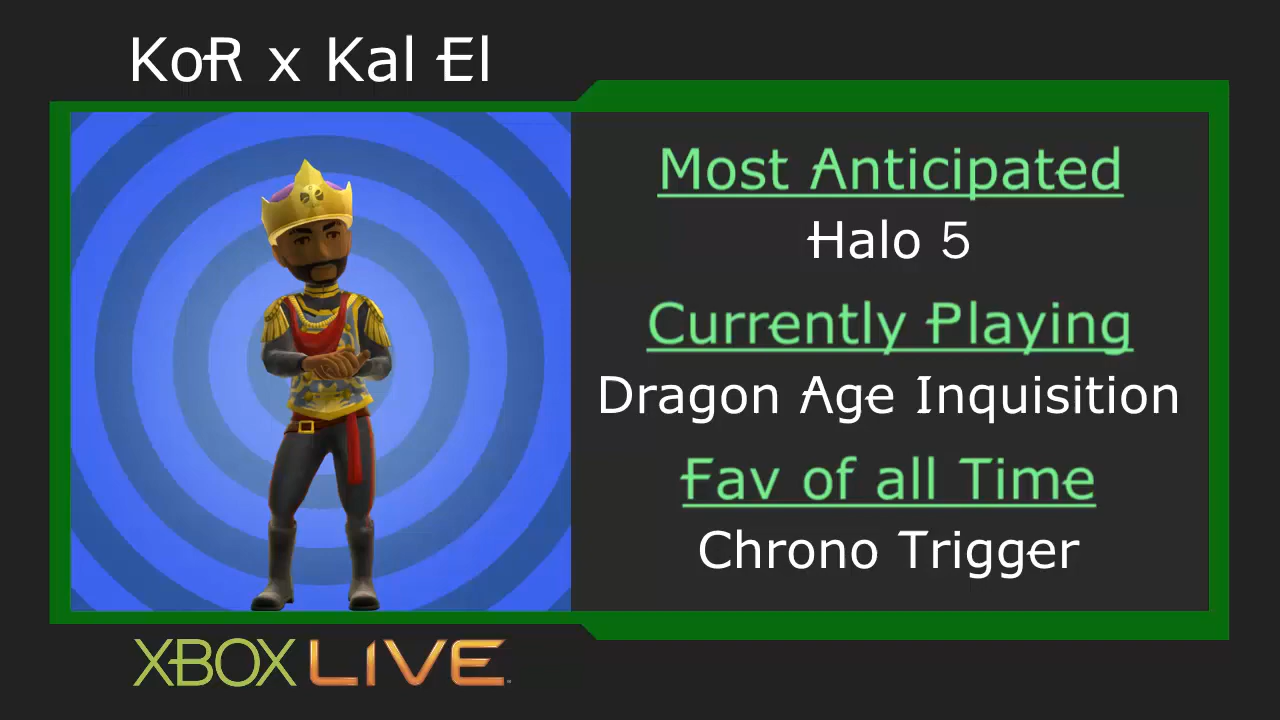 KoR x Kal El
Most Anticipated
Halo 5
Currently Playing
Dragon Age Inquisition
Fav of all Time
Chrono Trigger
XBOX LIVE